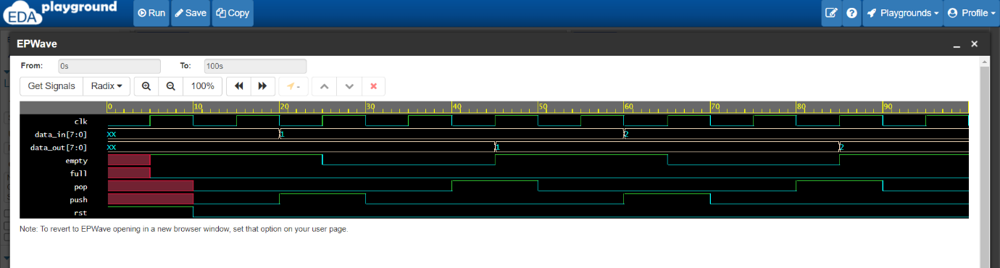 EDA playground Run Save Copy Playgrounds Profile
EPWave
From: 0s To: 100s
Get Signals Radix 100% -
0 10 20 30 40 50 60 70 80 90
clk
data_in[7:0] XX 1 2
data_out[7:0] XX 1 2
empty
full
pop
push
rst
Note: To revert to EPWave opening in a new browser window, set that option on your user page.